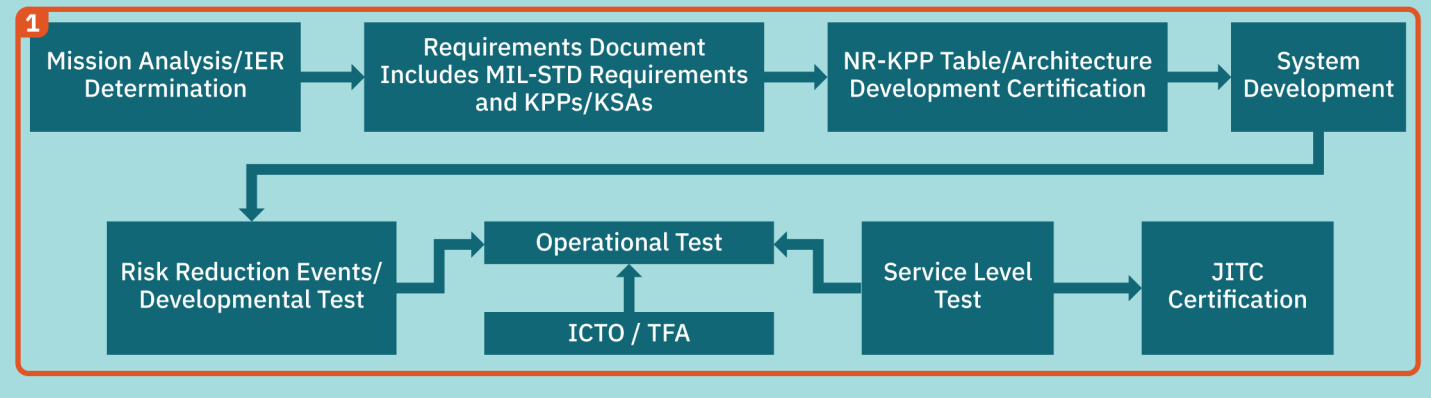 1
Mission Analysis/IER
Determination
Requirements Document
Includes MIL-STD Requirements
and KPPs/KSAs
NR-KPP Table/Architecture
Development Certification
System
Development
Risk Reduction Events/
Developmental Test
Operational Test
ICTO / TFA
Service Level
Test
JITC
Certification